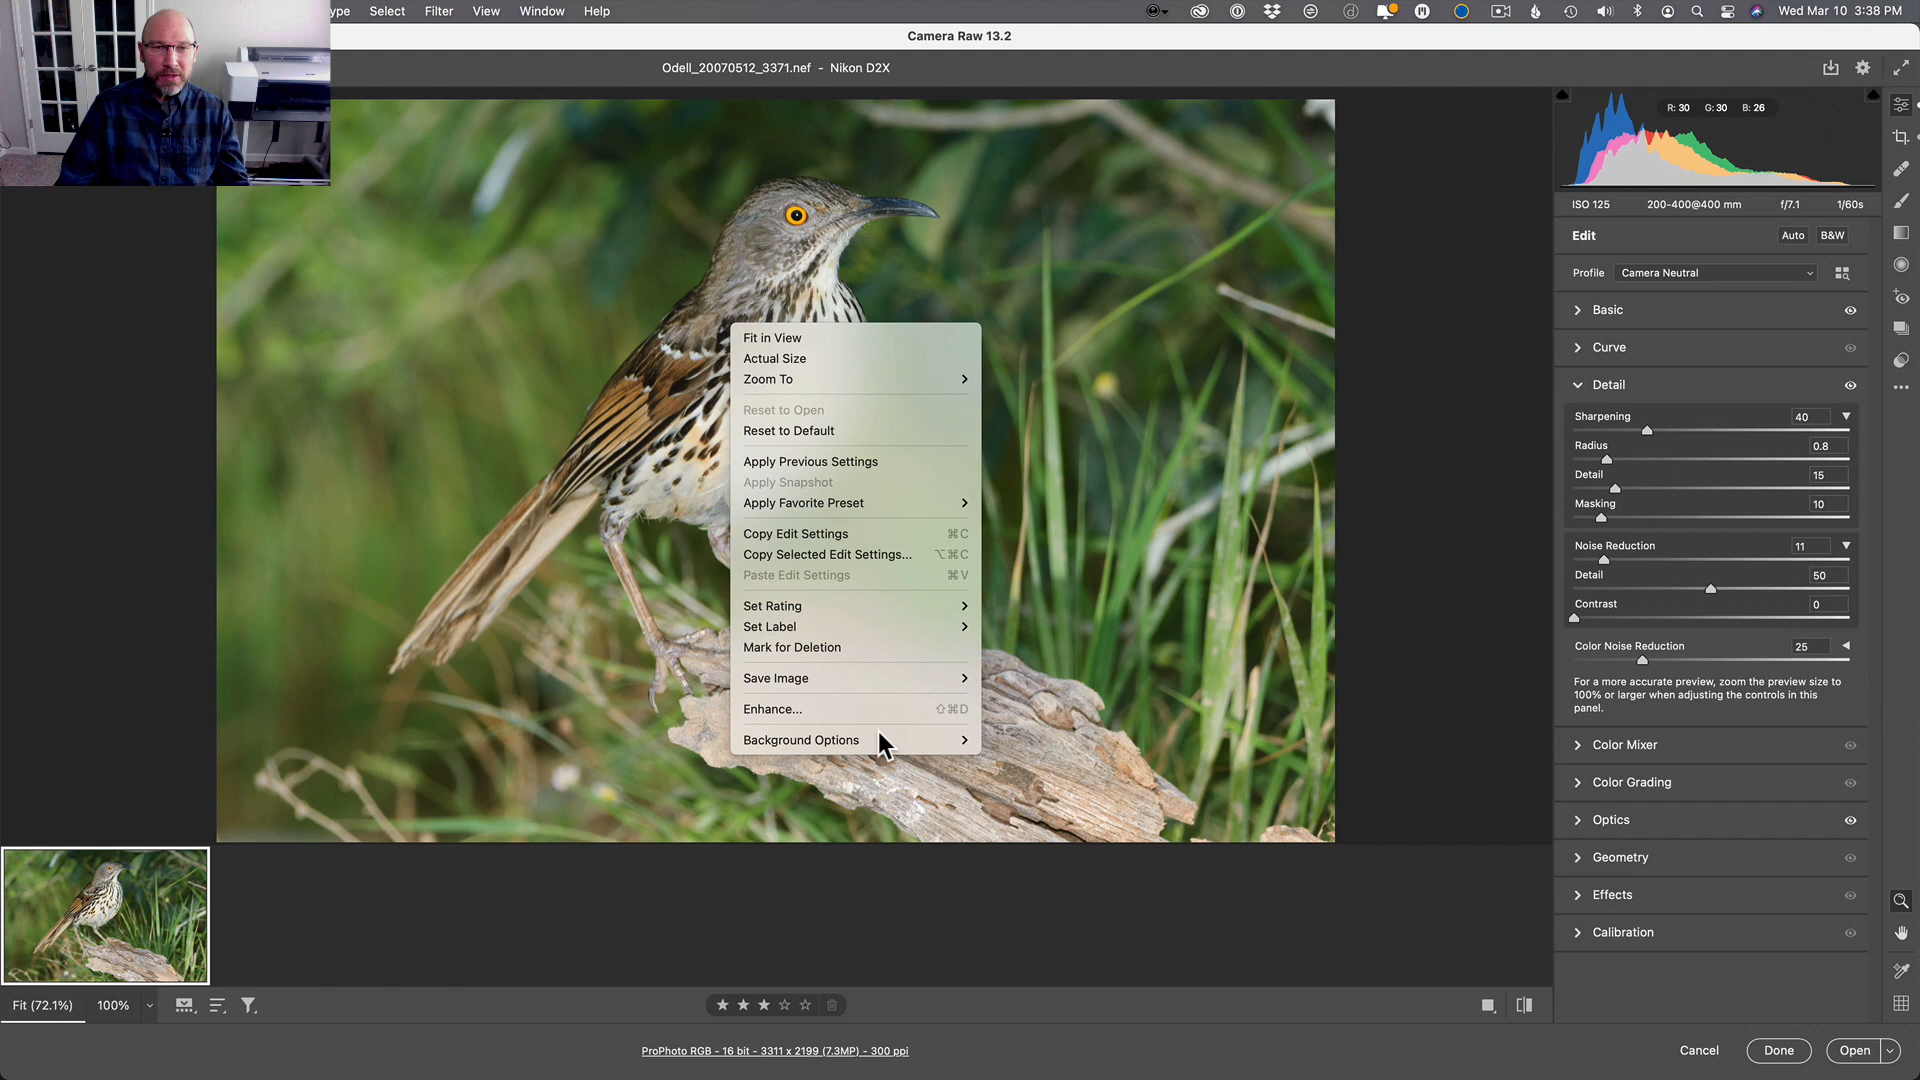 ype Select Filter View Window Help
Wed Mar 10 3:38 PM
Camera Raw 13.2
Odell_20070512_3371.nef - Nikon D2X
R: 30 G: 30 B: 26
ISO 125 200-400@400 mm f/7.1 1/60s
Edit Auto B&W
Profile Camera Neutral
Basic
Curve
Detail
Sharpening 40
Radius 0.8
Detail 15
Masking 10
Noise Reduction 11
Detail 50
Contrast 0
Color Noise Reduction 25
For a more accurate preview, zoom the preview size to
100% or larger when adjusting the controls in this
panel.
Color Mixer
Color Grading
Optics
Geometry
Effects
Calibration
Fit in View
Actual Size
Zoom To
Reset to Open
Reset to Default
Apply Previous Settings
Apply Snapshot
Apply Favorite Preset
Copy Edit Settings ⌘C
Copy Selected Edit Settings... ⌥⌘C
Paste Edit Settings ⌘V
Set Rating
Set Label
Mark for Deletion
Save Image
Enhance... ⇧⌘D
Background Options
Fit (72.1%) 100%
ProPhoto RGB - 16 bit - 3311 x 2199 (7.3MP) - 300 ppi
Cancel Done Open